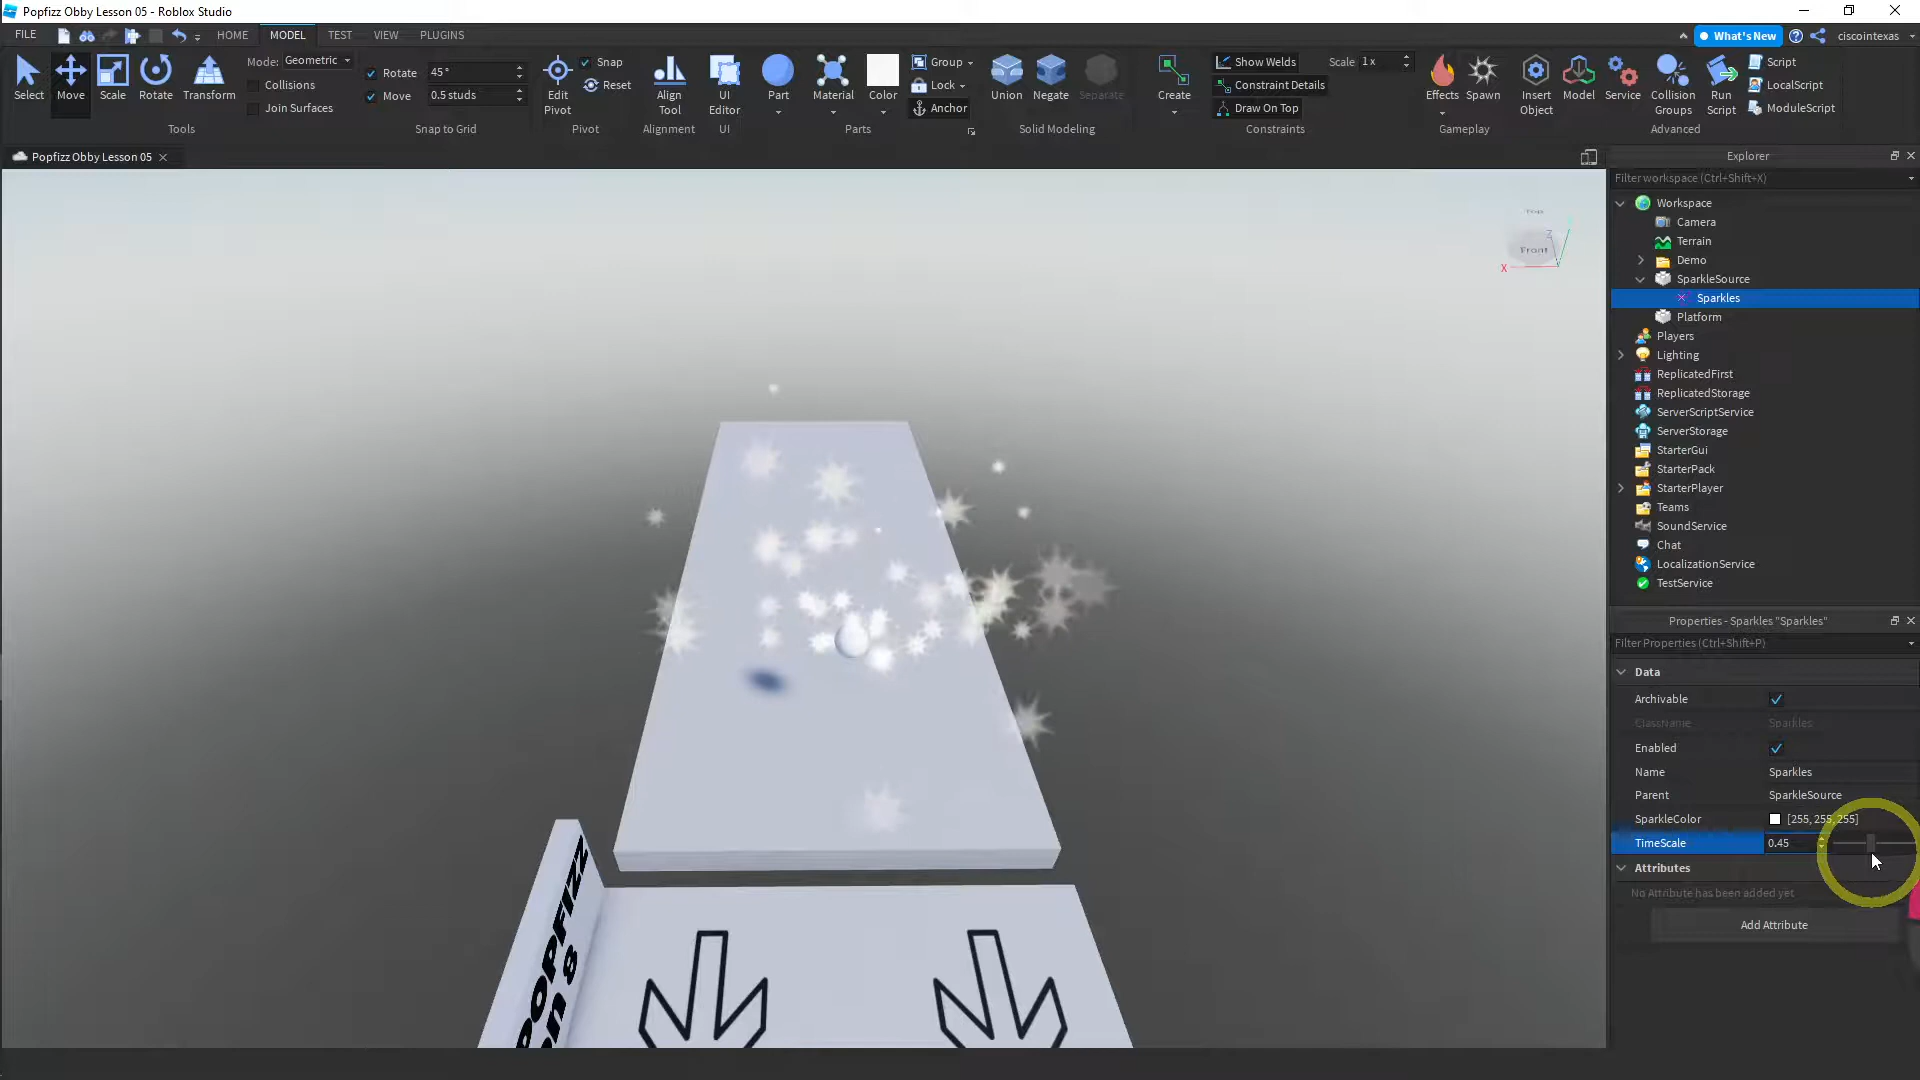 Popfizz Obby Lesson 05 - Roblox Studio
FILE HOME MODEL TEST VIEW PLUGINS What's New ciscointexas
Select Move Scale Rotate Transform
Mode: Geometric
Collisions
Join Surfaces
Tools
Rotate 45°
Move 0.5 studs
Snap to Grid
Edit Pivot
Snap
Reset
Pivot
Align Tool
Alignment
UI Editor
UI
Part Material Color
Group
Lock
Anchor
Parts
Union Negate Separate
Solid Modeling
Create
Show Welds
Constraint Details
Draw On Top
Scale 1x
Constraints
Effects Spawn
Gameplay
Insert Object
Model
Service
Collision Groups
Run Script
Script
LocalScript
ModuleScript
Advanced
Popfizz Obby Lesson 05
Top
Front
X
Z
POPFIZZ
on 8
Explorer
Filter workspace (Ctrl+Shift+X)
Workspace
Camera
Terrain
Demo
SparkleSource
Sparkles
Platform
Players
Lighting
ReplicatedFirst
ReplicatedStorage
ServerScriptService
ServerStorage
StarterGui
StarterPack
StarterPlayer
Teams
SoundService
Chat
LocalizationService
TestService
Properties - Sparkles "Sparkles"
Filter Properties (Ctrl+Shift+P)
Data
Archivable
ClassName Sparkles
Enabled
Name Sparkles
Parent SparkleSource
SparkleColor [255, 255, 255]
TimeScale 0.45
Attributes
No Attribute has been added yet
Add Attribute